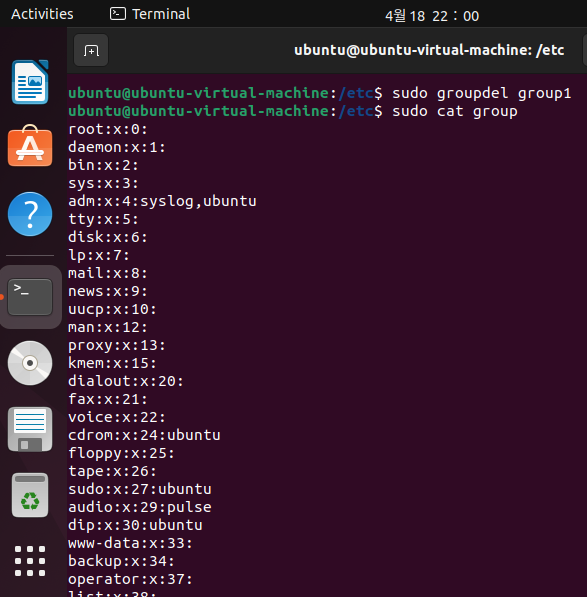 Activities Terminal 4월 18 22 : 00
ubuntu@ubuntu-virtual-machine: /etc
ubuntu@ubuntu-virtual-machine:/etc$ sudo groupdel group1
ubuntu@ubuntu-virtual-machine:/etc$ sudo cat group
root:x:0:
daemon:x:1:
bin:x:2:
sys:x:3:
adm:x:4:syslog,ubuntu
tty:x:5:
disk:x:6:
lp:x:7:
mail:x:8:
news:x:9:
uucp:x:10:
man:x:12:
proxy:x:13:
kmem:x:15:
dialout:x:20:
fax:x:21:
voice:x:22:
cdrom:x:24:ubuntu
floppy:x:25:
tape:x:26:
sudo:x:27:ubuntu
audio:x:29:pulse
dip:x:30:ubuntu
www-data:x:33:
backup:x:34:
operator:x:37:
list:x:38: